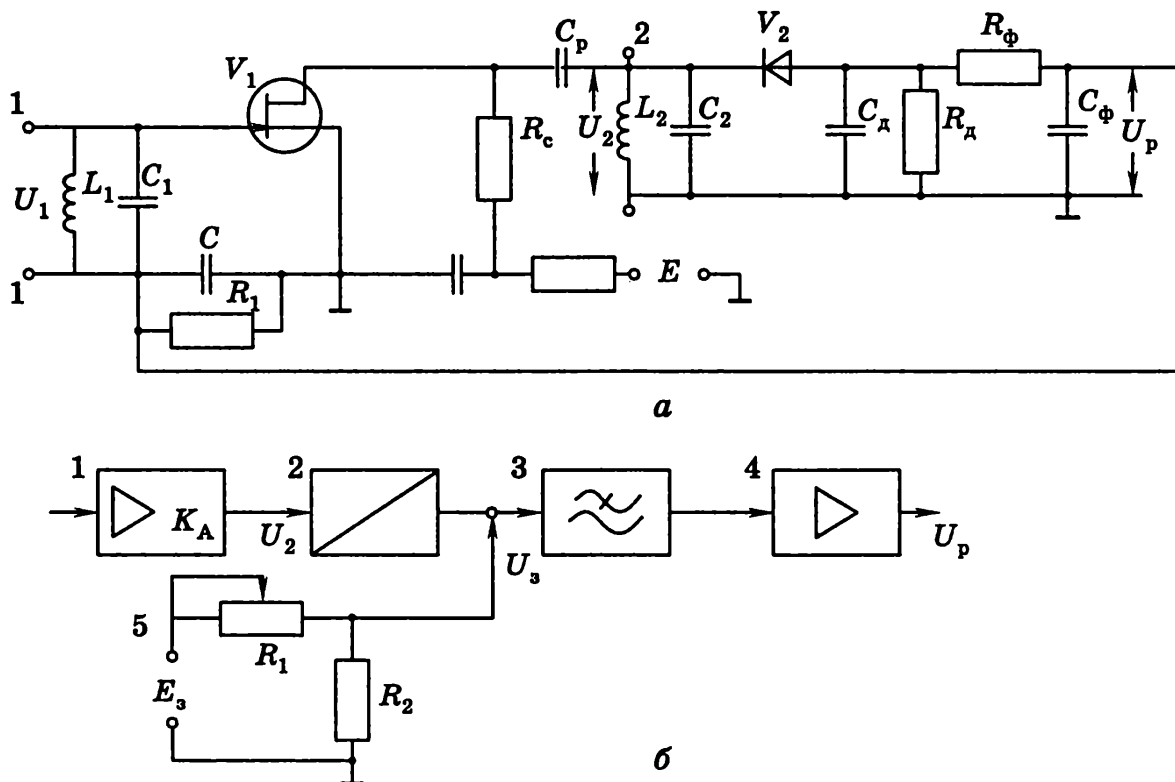 V₁
C_р
2
V₂
R_ф
1
U₁
L₁
C₁
R_с
U₂
L₂
C₂
C_д
R_д
C_ф
U_р
1
C
R₁
E
а
1
K_А
U₂
2
U_з
3
4
U_р
5
R₁
E_з
R₂
б